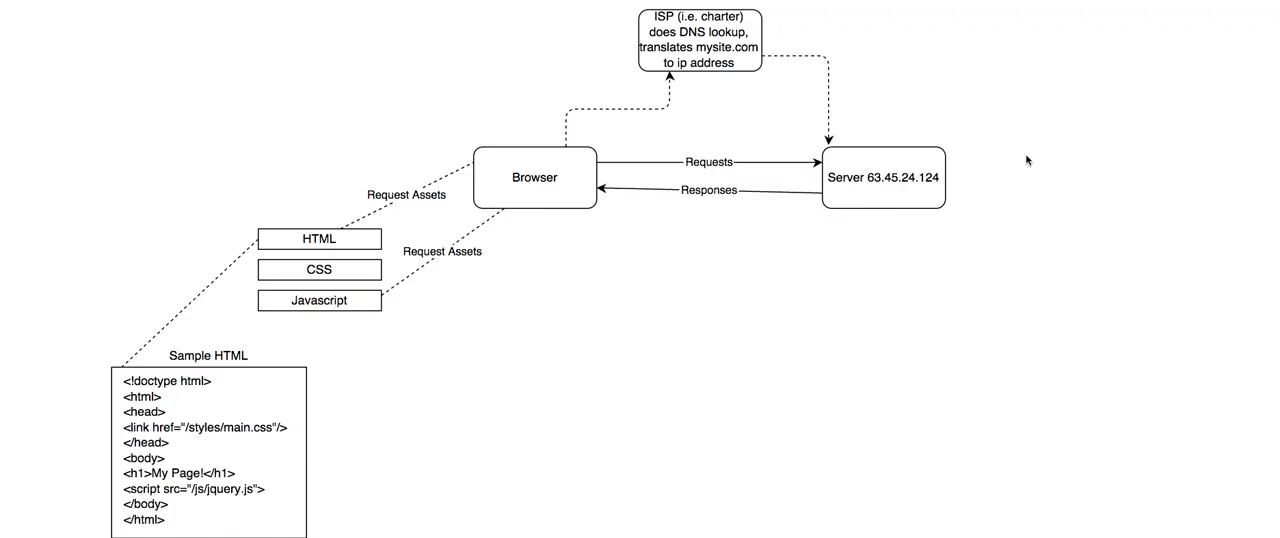 ISP (i.e. charter)
does DNS lookup,
translates mysite.com
to ip address
Requests
Browser
Server 63.45.24.124
Responses
Request Assets
HTML
Request Assets
CSS
Javascript
Sample HTML
<!doctype html>
<html>
<head>
<link href="/styles/main.css"/>
</head>
<body>
<h1>My Page!</h1>
<script src="/js/jquery.js">
</body>
</html>